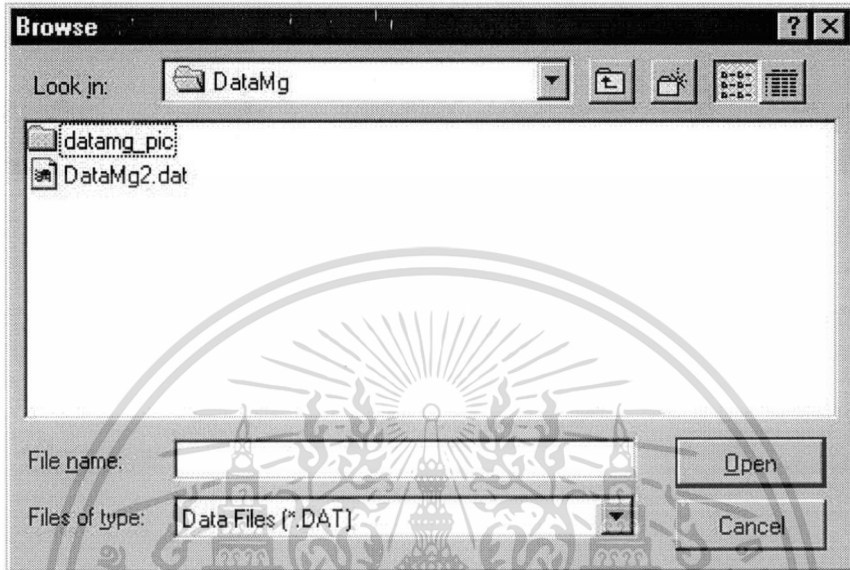 Browse
Look in: DataMg
datamg_pic
DataMg2.dat
File name:
Open
Files of type: Data Files (*.DAT)
Cancel